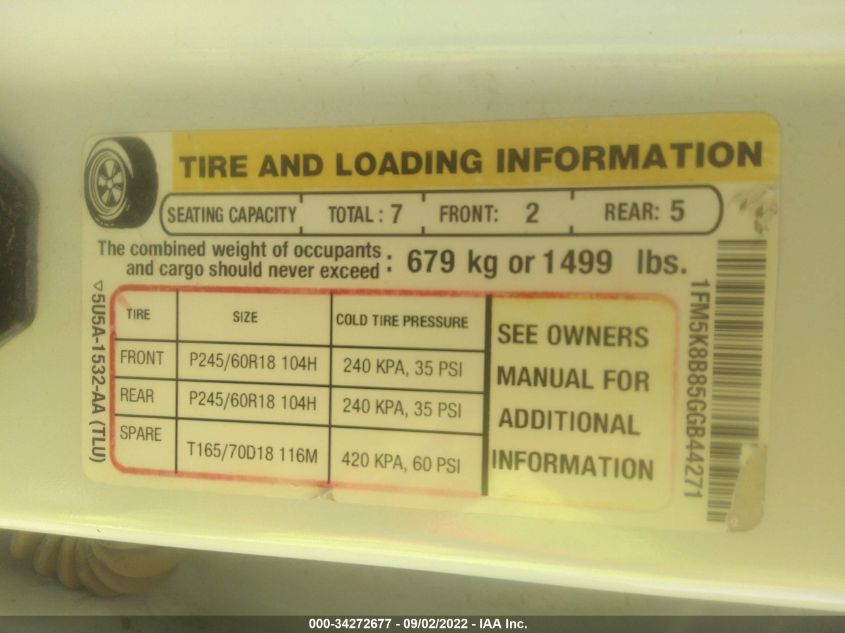 TIRE AND LOADING INFORMATION
SEATING CAPACITY TOTAL : 7 FRONT: 2 REAR: 5
The combined weight of occupants and cargo should never exceed : 679 kg or 1499 lbs.
TIRE SIZE COLD TIRE PRESSURE
FRONT P245/60R18 104H 240 KPA, 35 PSI
REAR P245/60R18 104H 240 KPA, 35 PSI
SPARE T165/70D18 116M 420 KPA, 60 PSI
SEE OWNERS
MANUAL FOR
ADDITIONAL
INFORMATION
▽5U5A-1532-AA (TLU)
1FM5K8B85GGB44271
000-34272677 - 09/02/2022 - IAA Inc.